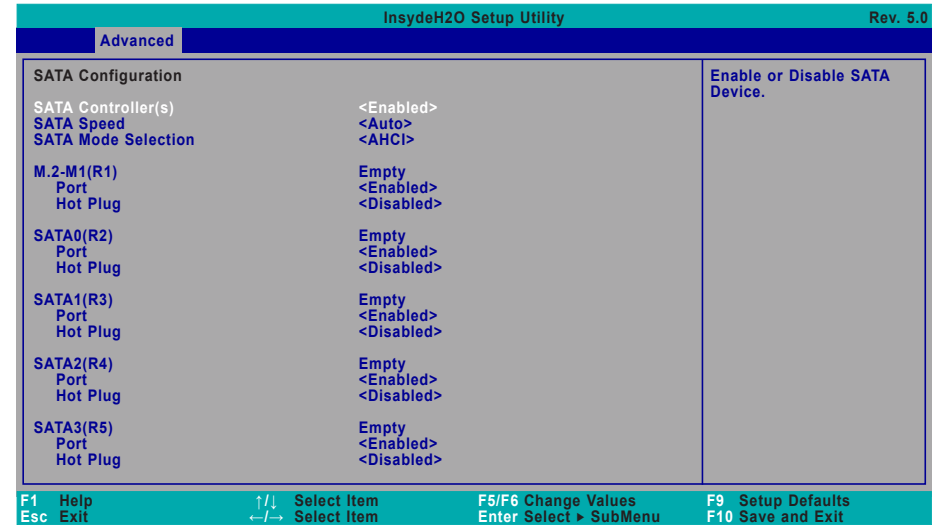 InsydeH2O Setup Utility Rev. 5.0
Advanced
SATA Configuration
Enable or Disable SATA
Device.
SATA Controller(s) <Enabled>
SATA Speed <Auto>
SATA Mode Selection <AHCI>
M.2-M1(R1) Empty
Port <Enabled>
Hot Plug <Disabled>
SATA0(R2) Empty
Port <Enabled>
Hot Plug <Disabled>
SATA1(R3) Empty
Port <Enabled>
Hot Plug <Disabled>
SATA2(R4) Empty
Port <Enabled>
Hot Plug <Disabled>
SATA3(R5) Empty
Port <Enabled>
Hot Plug <Disabled>
F1 Help ↑/↓ Select Item F5/F6 Change Values F9 Setup Defaults
Esc Exit ←/→ Select Item Enter Select ▶ SubMenu F10 Save and Exit